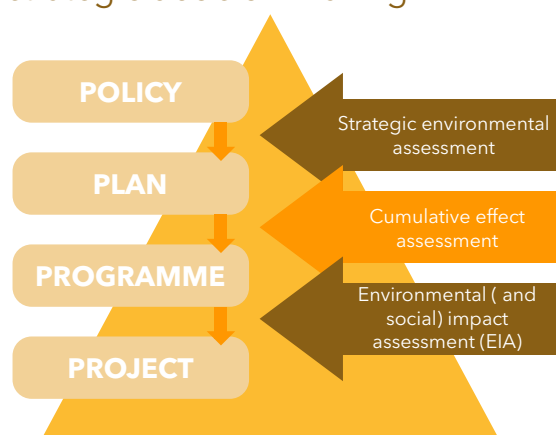 POLICY
Strategic environmental
assessment
PLAN
Cumulative effect
assessment
PROGRAMME
Environmental ( and
social) impact
assessment (EIA)
PROJECT